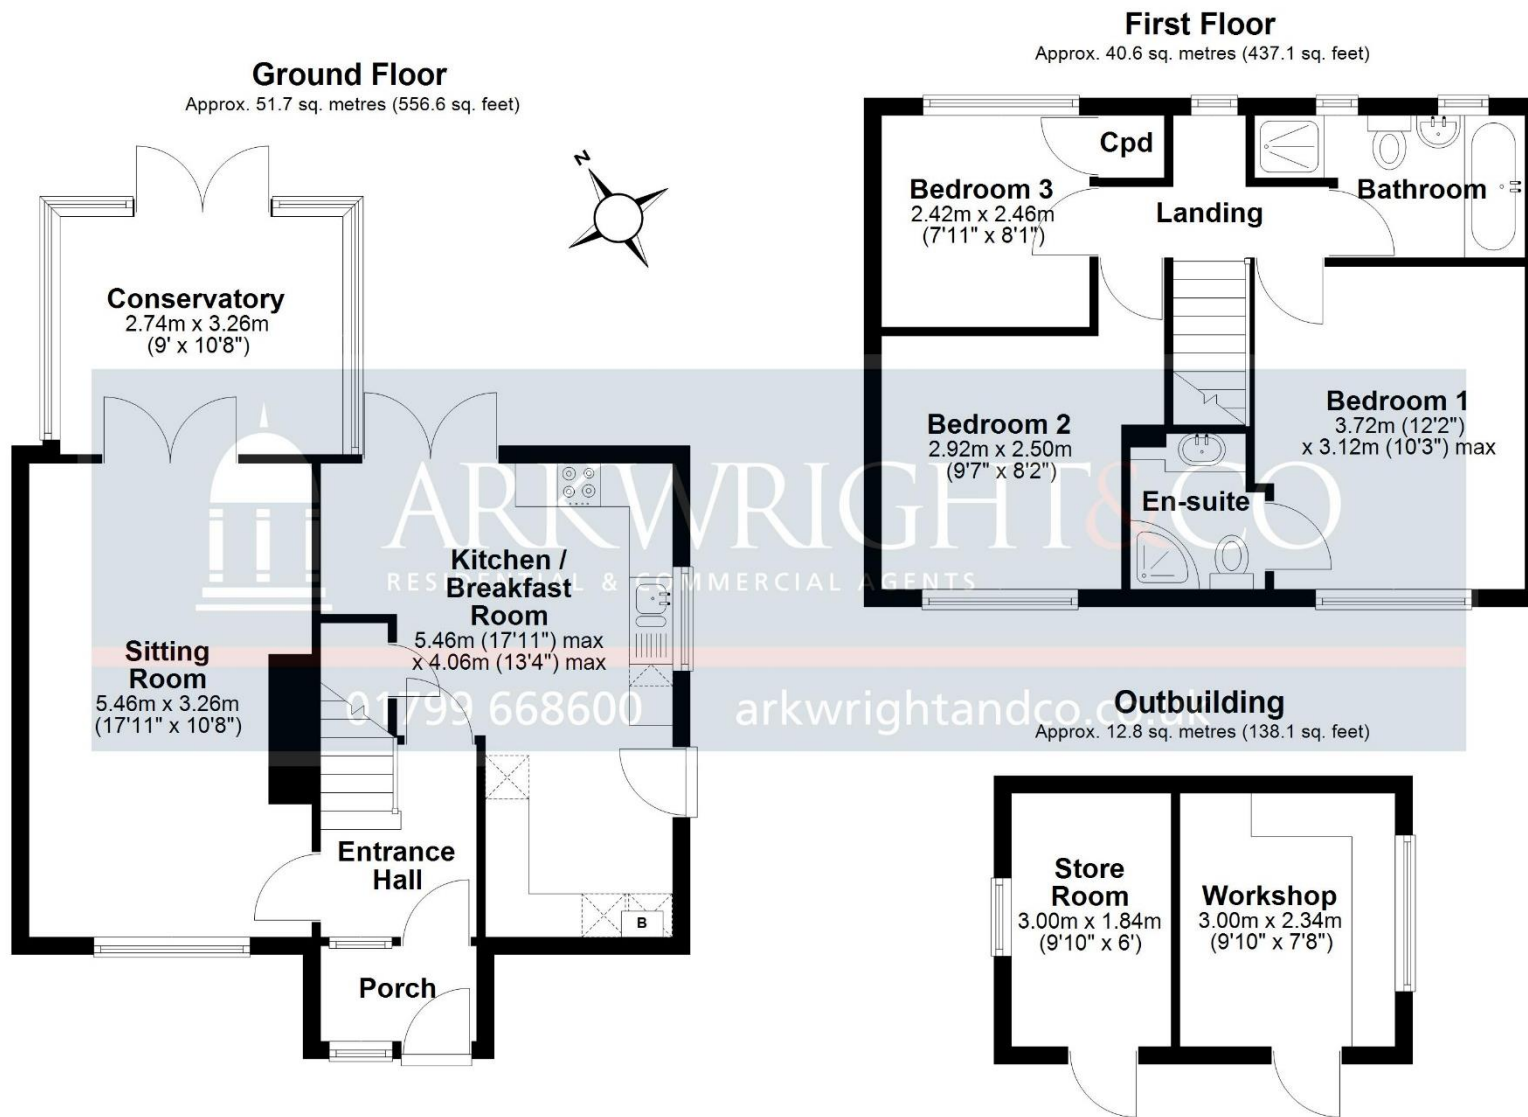 Ground Floor
Approx. 51.7 sq. metres (556.6 sq. feet)
N
Conservatory
2.74m x 3.26m
(9' x 10'8")
Kitchen /
Breakfast
Room
5.46m (17'11") max
x 4.06m (13'4") max
Sitting
Room
5.46m x 3.26m
(17'11" x 10'8")
Entrance
Hall
B
Porch
First Floor
Approx. 40.6 sq. metres (437.1 sq. feet)
Cpd
Bedroom 3
2.42m x 2.46m
(7'11" x 8'1")
Landing
Bathroom
Bedroom 2
2.92m x 2.50m
(9'7" x 8'2")
Bedroom 1
3.72m (12'2")
x 3.12m (10'3") max
En-suite
Outbuilding
Approx. 12.8 sq. metres (138.1 sq. feet)
Store
Room
3.00m x 1.84m
(9'10" x 6')
Workshop
3.00m x 2.34m
(9'10" x 7'8")
ARKWRIGHT&CO
RESIDENTIAL & COMMERCIAL AGENTS
01799 668600 arkwrightandco.co.uk